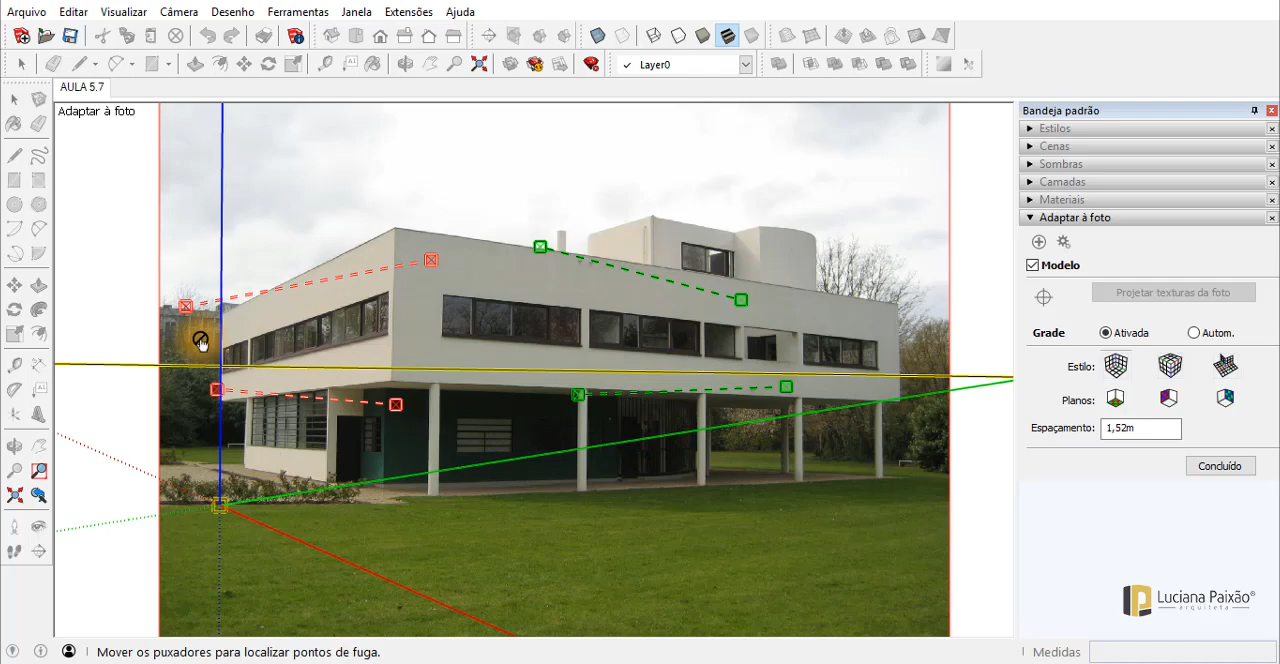 Arquivo Editar Visualizar Câmera Desenho Ferramentas Janela Extensões Ajuda
Layer0
AULA 5.7
Adaptar à foto
Bandeja padrão
Estilos
Cenas
Sombras
Camadas
Materiais
Adaptar à foto
Modelo
Projetar texturas da foto
Grade Ativada Autom.
Estilo:
Planos:
Espaçamento: 1,52m
Concluído
Luciana Paixão®
arquiteta
Mover os puxadores para localizar pontos de fuga.
Medidas